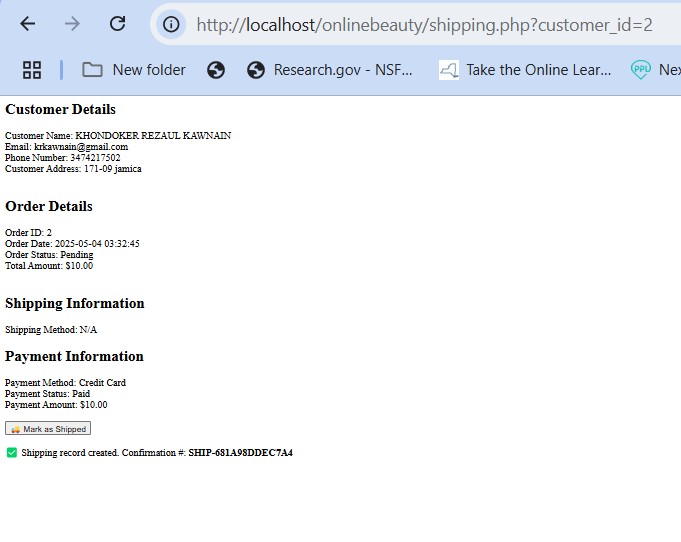 http://localhost/onlinebeauty/shipping.php?customer_id=2
New folder
Research.gov - NSF...
Take the Online Lear...
PPL
Nex
Customer Details
Customer Name: KHONDOKER REZAUL KAWNAIN
Email: krkawnain@gmail.com
Phone Number: 3474217502
Customer Address: 171-09 jamica
Order Details
Order ID: 2
Order Date: 2025-05-04 03:32:45
Order Status: Pending
Total Amount: $10.00
Shipping Information
Shipping Method: N/A
Payment Information
Payment Method: Credit Card
Payment Status: Paid
Payment Amount: $10.00
🚚 Mark as Shipped
✅ Shipping record created. Confirmation #: SHIP-681A98DDEC7A4